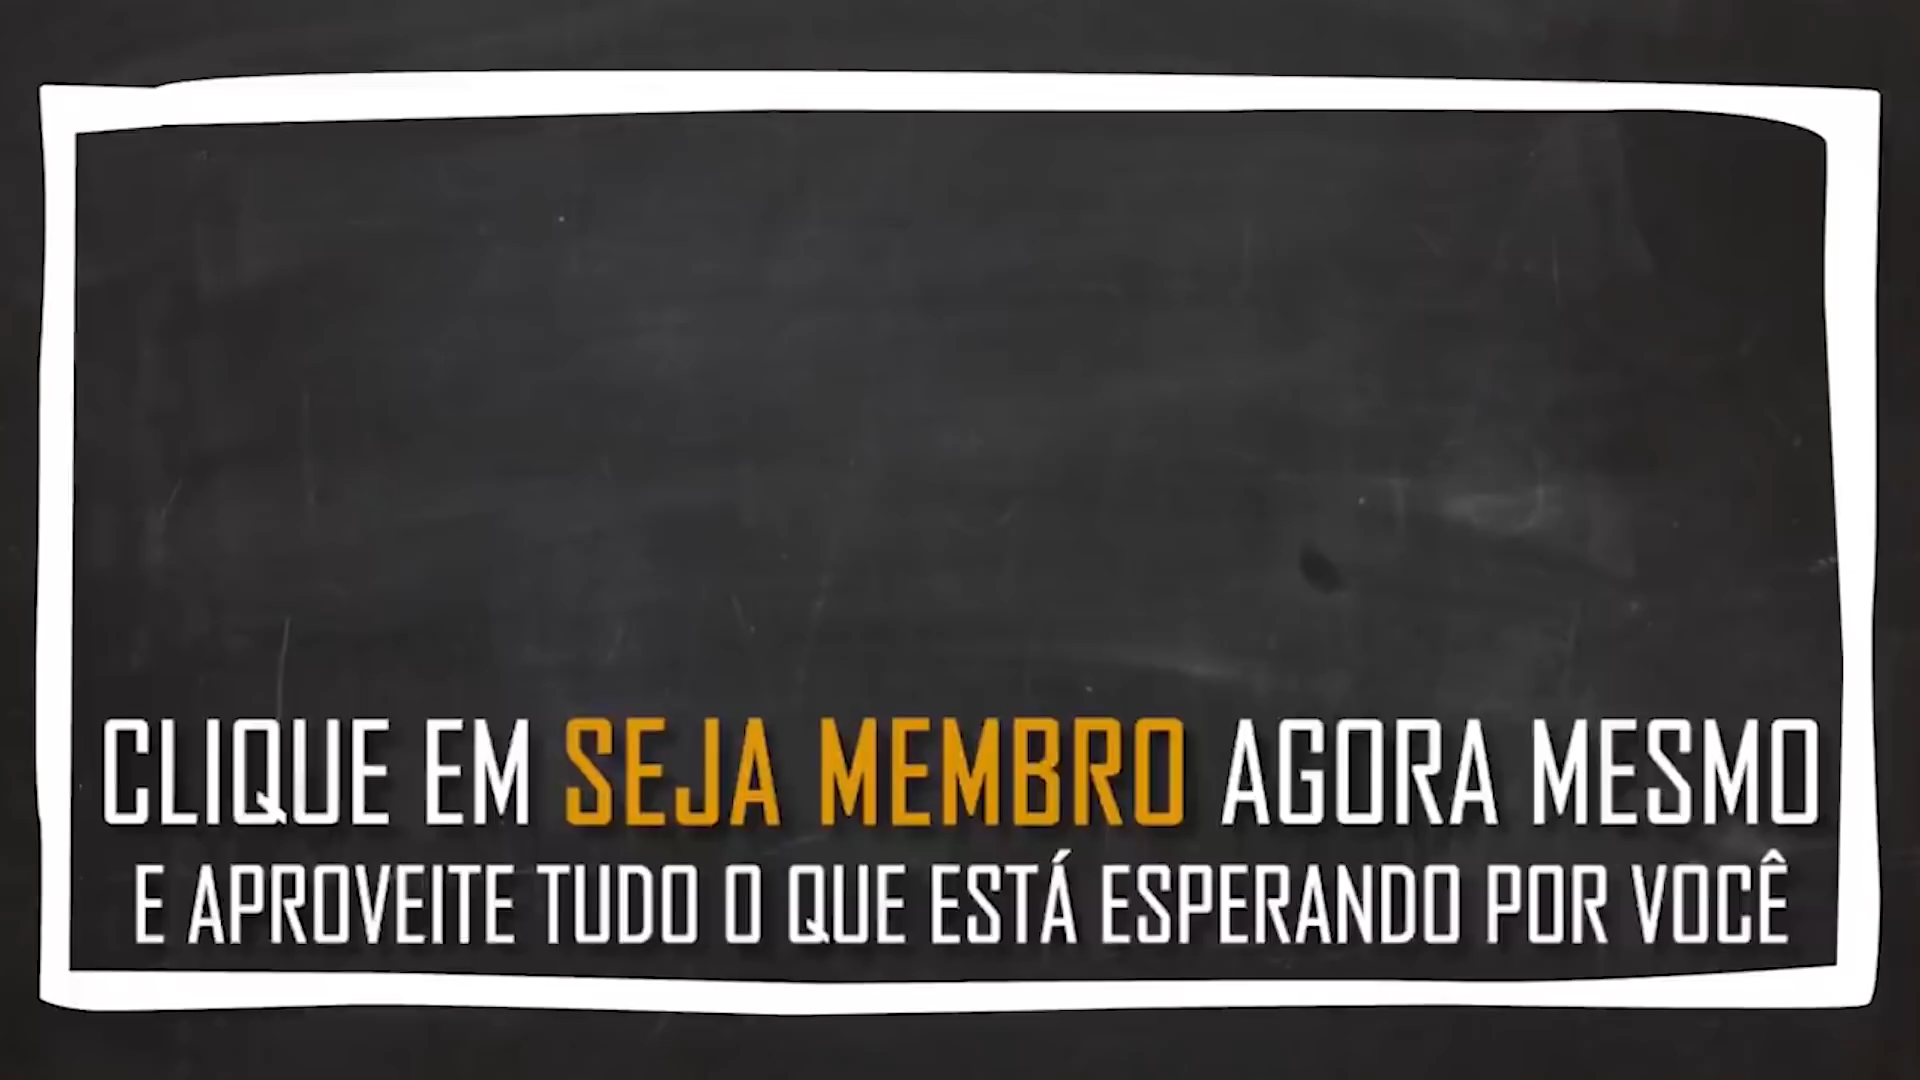 CLIQUE EM SEJA MEMBRO AGORA MESMO
E APROVEITE TUDO O QUE ESTÁ ESPERANDO POR VOCÊ